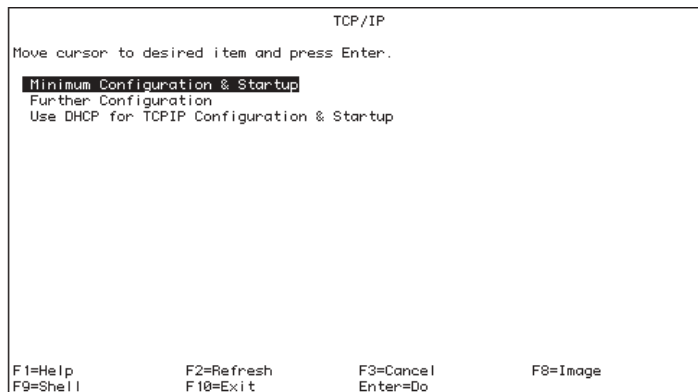 TCP/IP
Move cursor to desired item and press Enter.
Minimum Configuration & Startup
Further Configuration
Use DHCP for TCPIP Configuration & Startup
F1=Help F2=Refresh F3=Cancel F8=Image
F9=Shell F10=Exit Enter=Do